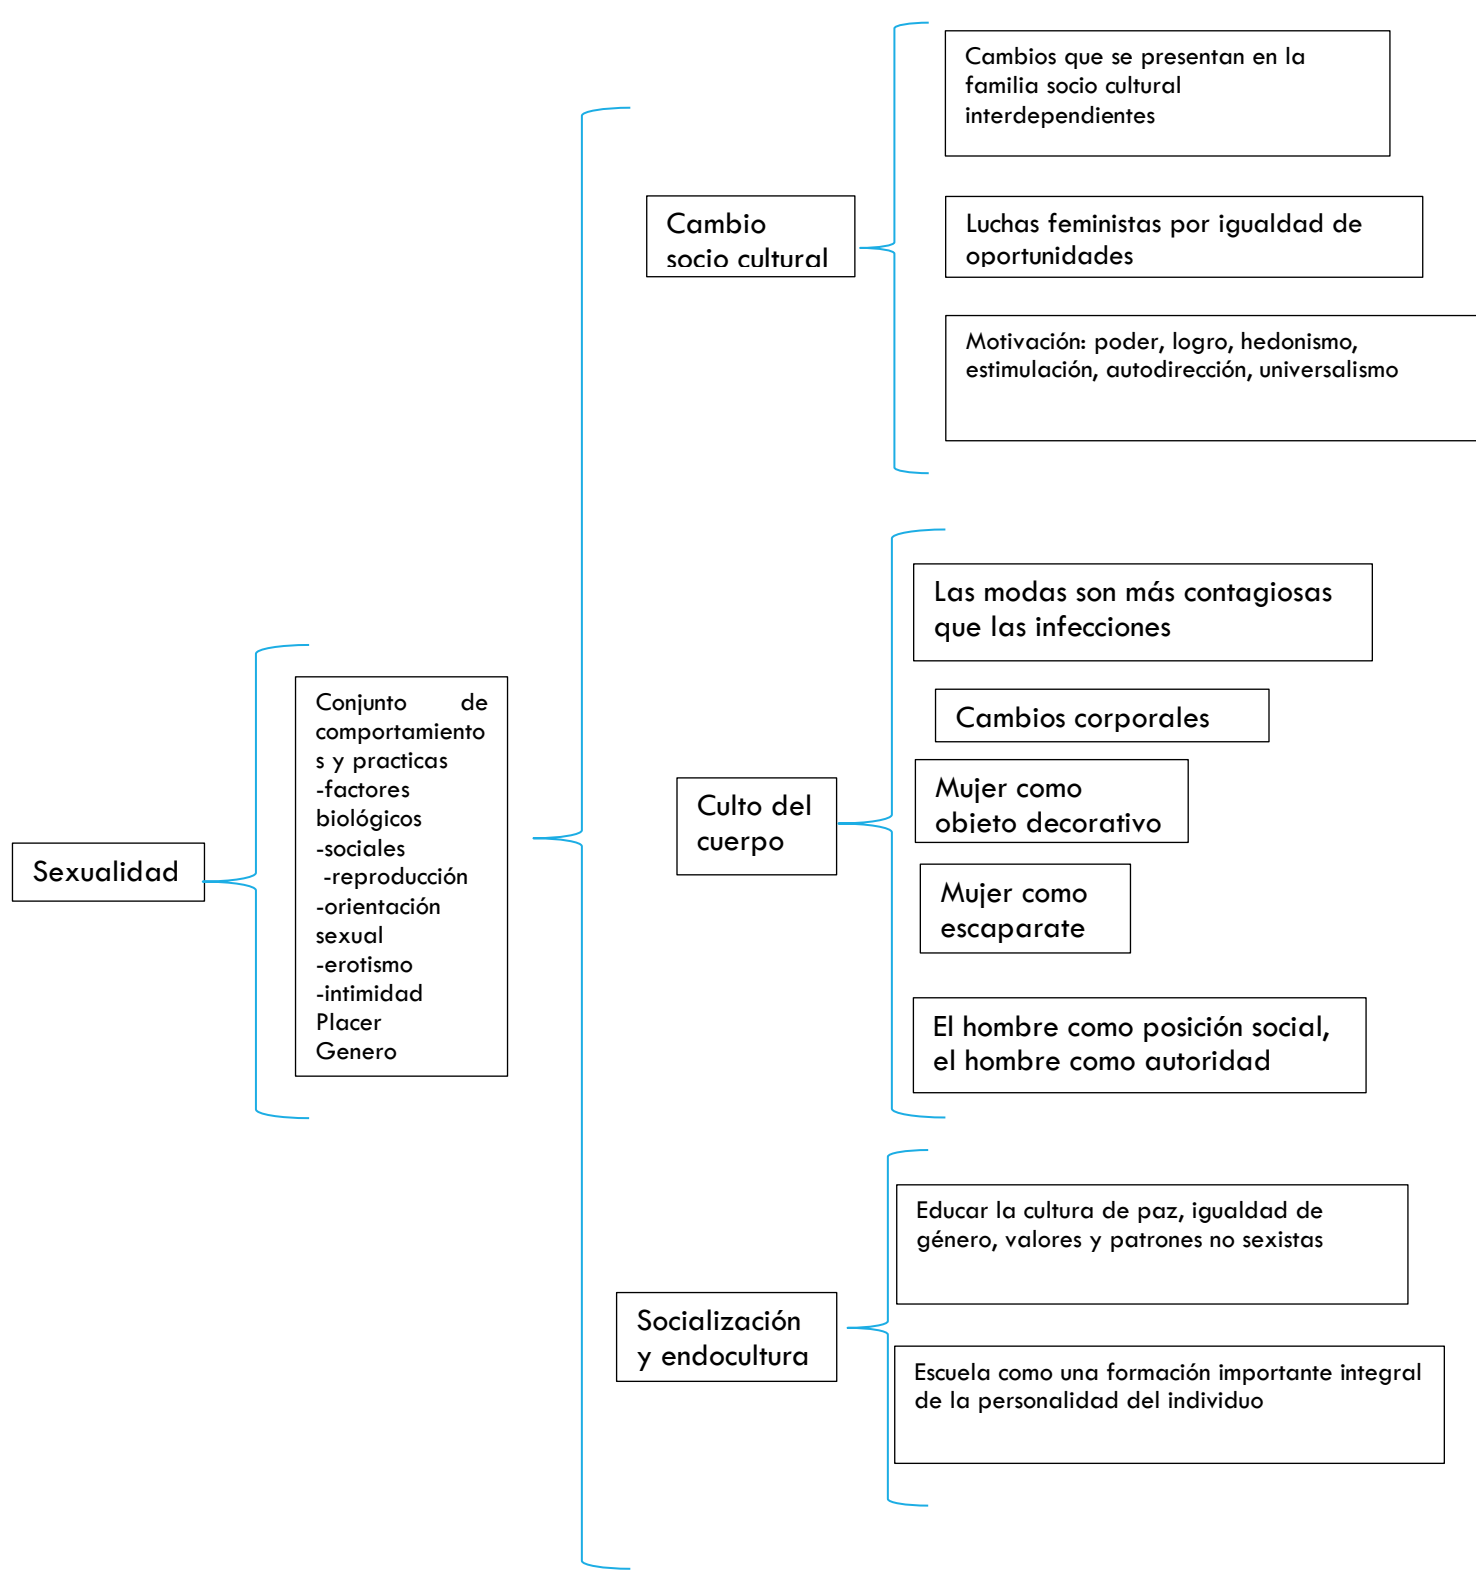 Sexualidad
Conjunto de
comportamiento
s y practicas
-factores
biológicos
-sociales
-reproducción
-orientación
sexual
-erotismo
-intimidad
Placer
Genero
Cambio
socio cultural
Cambios que se presentan en la
familia socio cultural
interdependientes
Luchas feministas por igualdad de
oportunidades
Motivación: poder, logro, hedonismo,
estimulación, autodirección, universalismo
Culto del
cuerpo
Las modas son más contagiosas
que las infecciones
Cambios corporales
Mujer como
objeto decorativo
Mujer como
escaparate
El hombre como posición social,
el hombre como autoridad
Socialización
y endocultura
Educar la cultura de paz, igualdad de
género, valores y patrones no sexistas
Escuela como una formación importante integral
de la personalidad del individuo